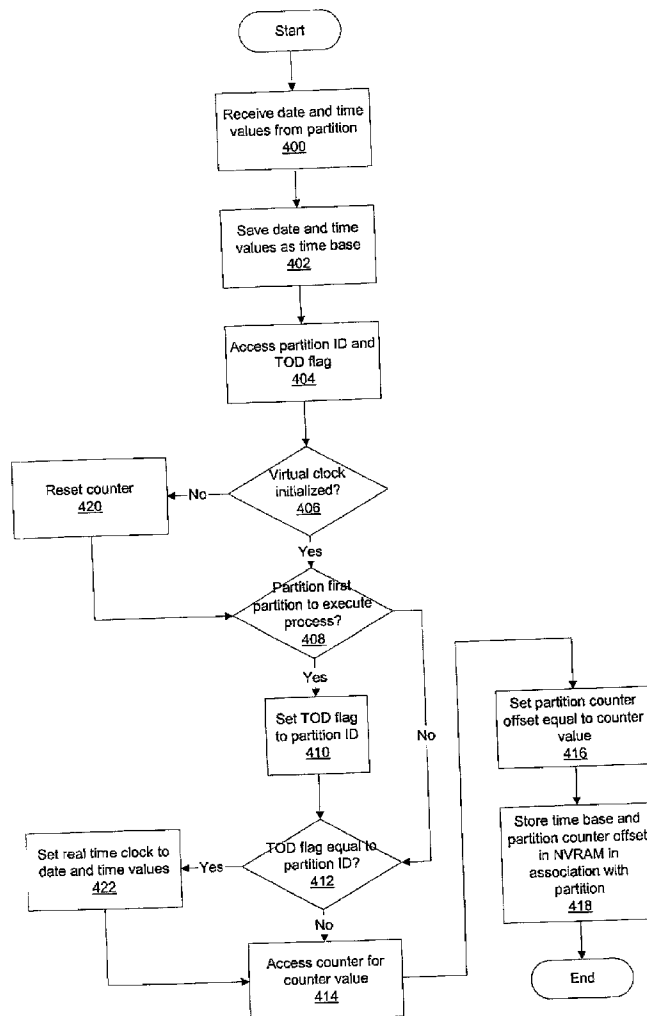 Start
Receive date and time
values from partition
400
Save date and time
values as time base
402
Access partition ID and
TOD flag
404
Virtual clock
initialized?
406
No
Reset counter
420
Yes
Partition first
partition to execute
process?
408
Yes
No
Set TOD flag
to partition ID
410
TOD flag equal to
partition ID?
412
Yes
Set real time clock to
date and time values
422
No
Access counter for
counter value
414
Set partition counter
offset equal to counter
value
416
Store time base and
partition counter offset
in NVRAM in
association with
partition
418
End